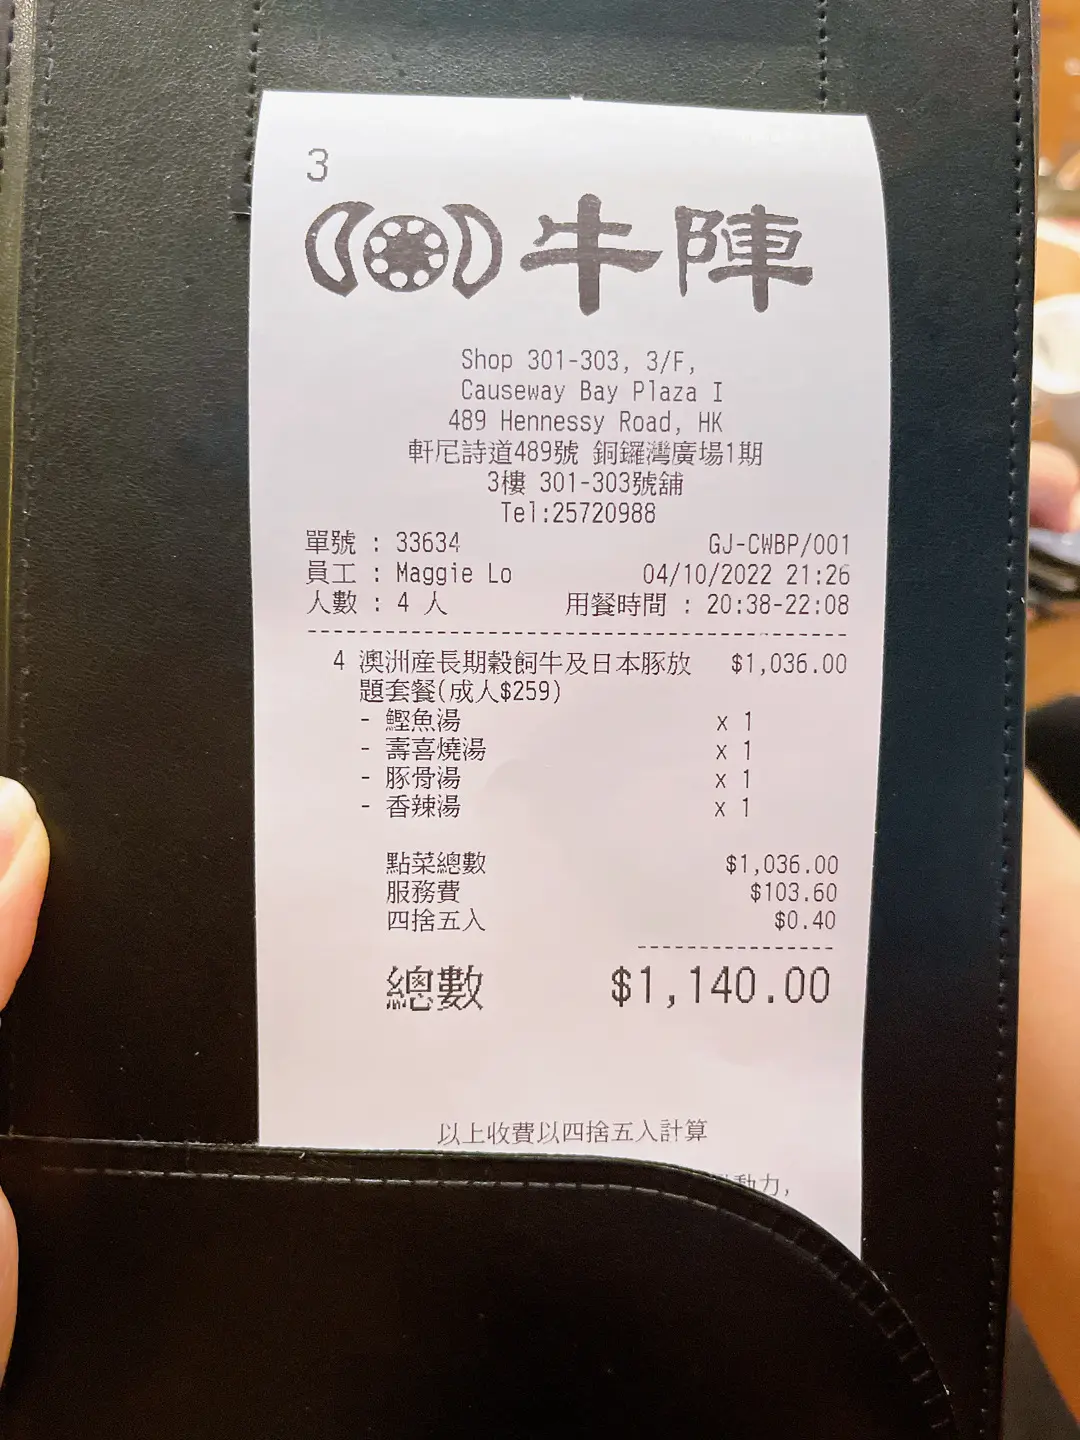 3
牛陣
Shop 301-303, 3/F,
Causeway Bay Plaza I
489 Hennessy Road, HK
軒尼詩道489號 銅鑼灣廣場1期
3樓 301-303號舖
Tel:25720988
單號 : 33634 GJ-CWBP/001
員工 : Maggie Lo 04/10/2022 21:26
人數 : 4 人 用餐時間 : 20:38-22:08
4 澳洲産長期穀飼牛及日本豚放 $1,036.00
題套餐(成人$259)
- 鰹魚湯 x 1
- 壽喜燒湯 x 1
- 豚骨湯 x 1
- 香辣湯 x 1
點菜總數 $1,036.00
服務費 $103.60
四捨五入 $0.40
總數 $1,140.00
以上收費以四捨五入計算
動力,